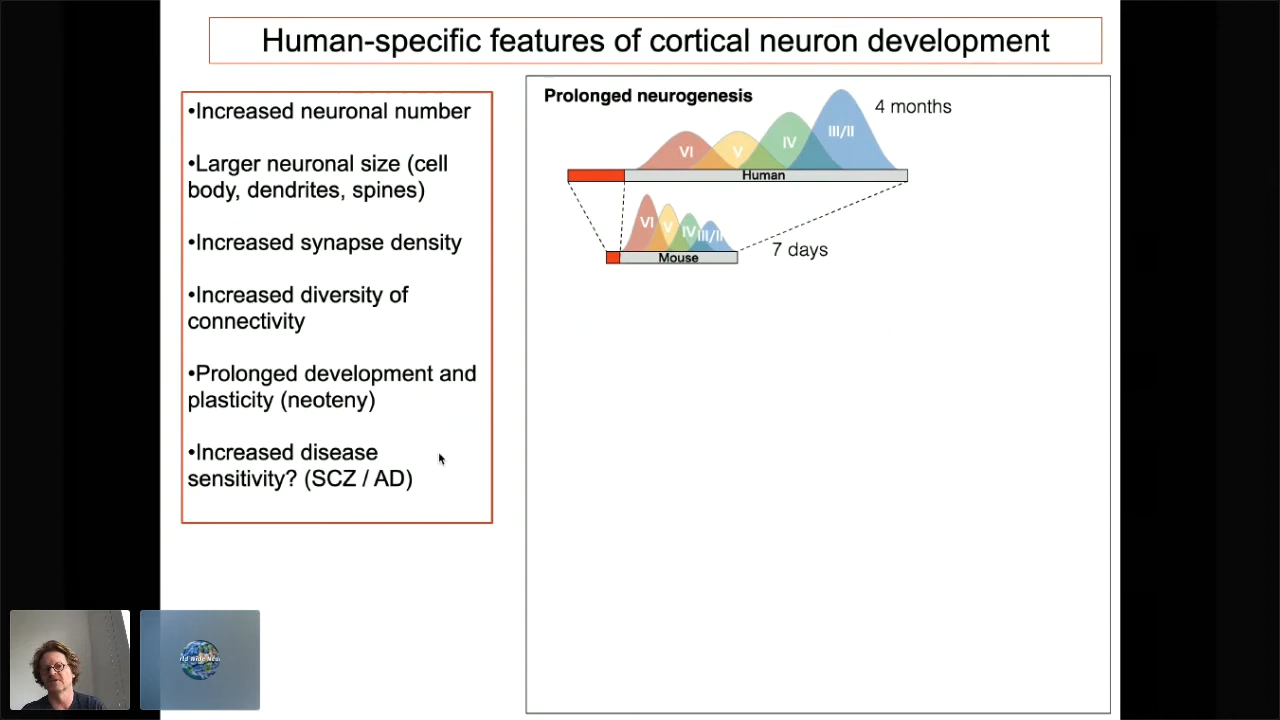 Human-specific features of cortical neuron development
•Increased neuronal number
•Larger neuronal size (cell
body, dendrites, spines)
•Increased synapse density
•Increased diversity of
connectivity
•Prolonged development and
plasticity (neoteny)
•Increased disease
sensitivity? (SCZ / AD)
Prolonged neurogenesis
4 months
VI V IV III/II
Human
VI V IV III/II
7 days
Mouse